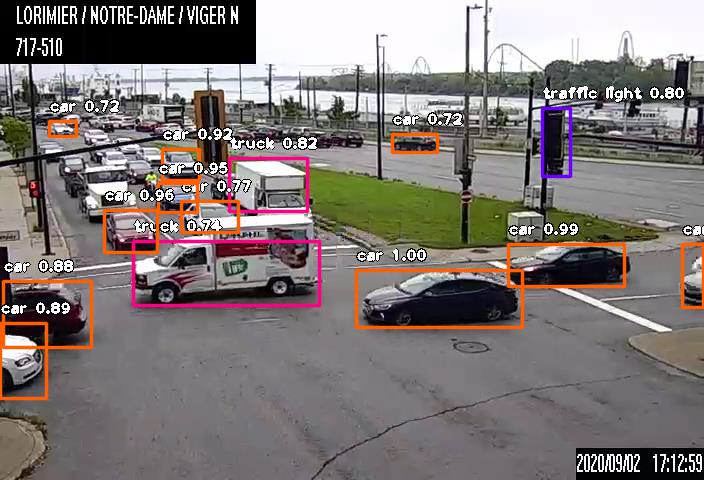 LORIMIER / NOTRE-DAME / VIGER N
717-510
traffic light 0.80
car 0.72
car 0.72
car 0.92
truck 0.82
car 0.95
car 0.77
car 0.96
truck 0.74
car 0.99
car
car 1.00
car 0.88
car 0.89
2020/09/02 17:12:59